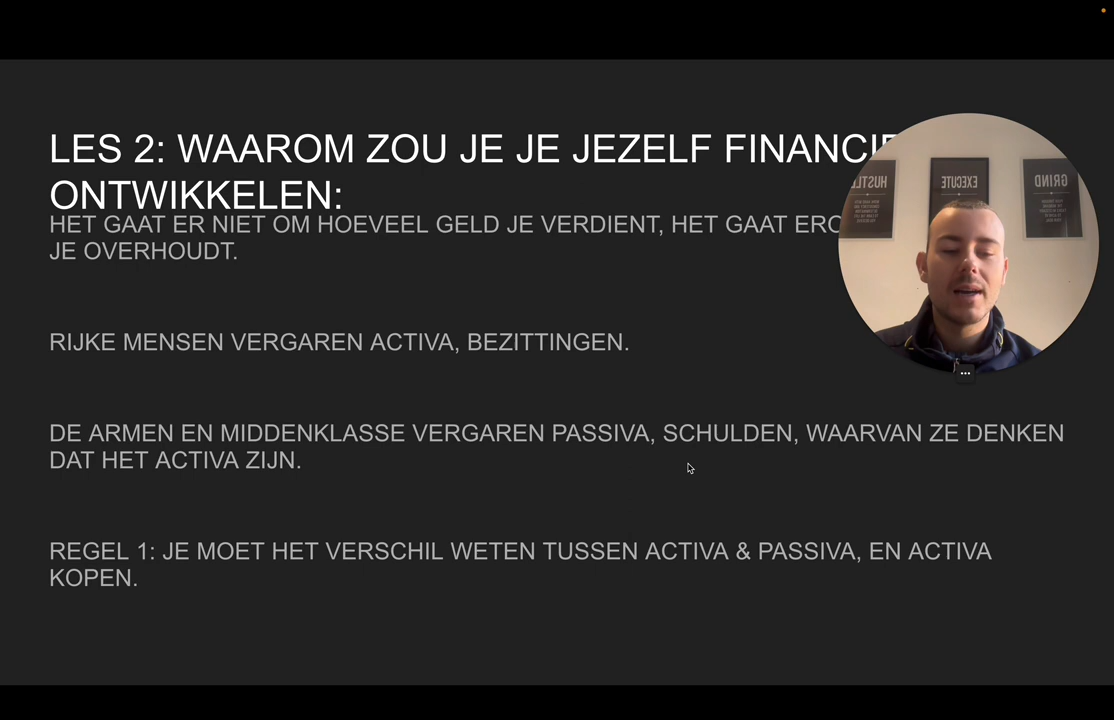 LES 2: WAAROM ZOU JE JE JEZELF
ONTWIKKELEN:
HET GAAT ER NIET OM HOEVEEL GELD JE VERDIENT, HET GAAT
JE OVERHOUDT.
RIJKE MENSEN VERGAREN ACTIVA, BEZITTINGEN.
DE ARMEN EN MIDDENKLASSE VERGAREN PASSIVA, SCHULDEN, WAARVAN ZE DENKEN
DAT HET ACTIVA ZIJN.
REGEL 1: JE MOET HET VERSCHIL WETEN TUSSEN ACTIVA & PASSIVA, EN ACTIVA
KOPEN.
HUSTLE
EXECUTE
GRIND